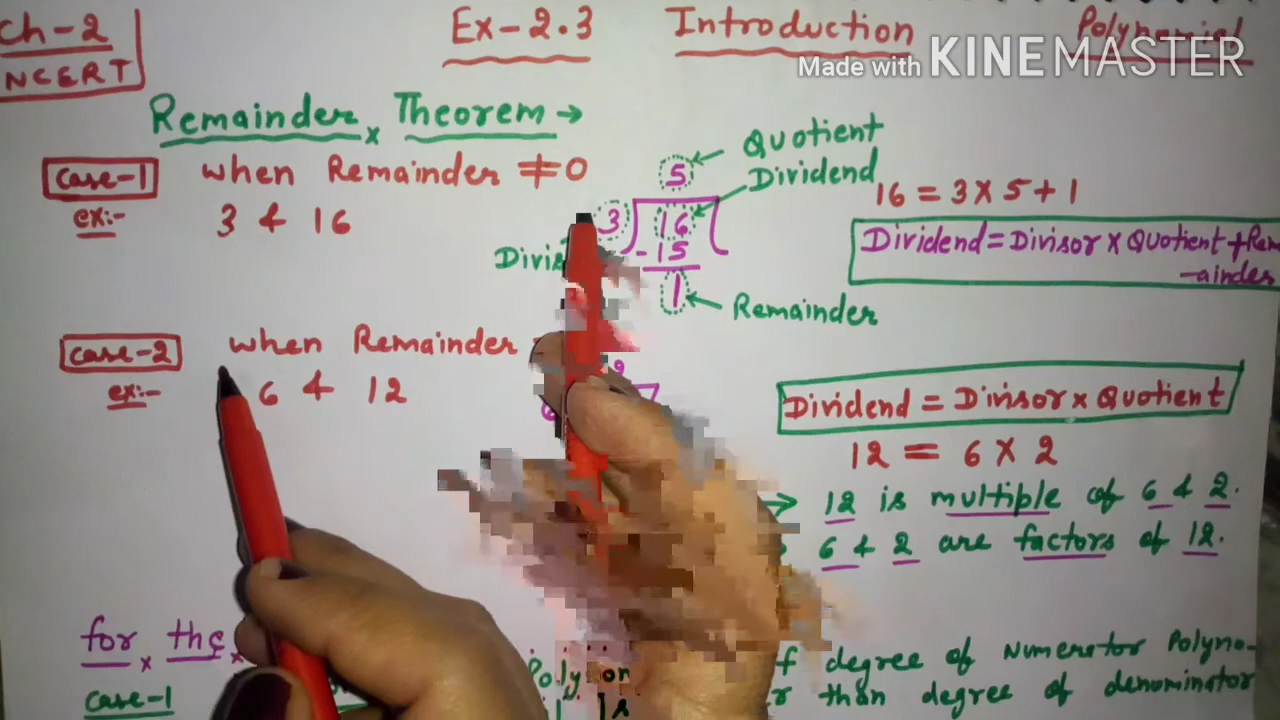 Ch-2
NCERT
Ex-2.3 Introduction Polynomial
Made with KINEMASTER
Remainder Theorem →
Case-1 when Remainder ≠ 0
ex:- 3 & 16
5 ← Quotient
3 16 Dividend
-15
1 ← Remainder
16 = 3 × 5 + 1
Dividend = Divisor × Quotient + Rem
-ainder
case-2 when Remainder
ex:- 6 & 12
Dividend = Divisor × Quotient
12 = 6 × 2
→ 12 is multiple of 6 & 2.
6 & 2 are factors of 12.
for the
case-1
degree of Numerator Polyno-
than degree of denominator